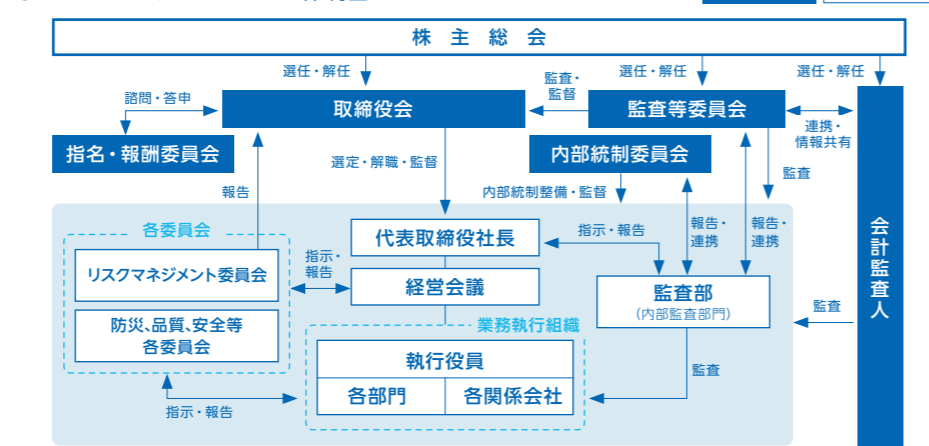 株主総会
選任・解任
選任・解任
選任・解任
諮問・答申
取締役会
監査・
監督
監査等委員会
連携・
情報共有
指名・報酬委員会
選定・解職・監督
内部統制委員会
監査
報告
内部統制整備・監督
各委員会
リスクマネジメント委員会
防災、品質、安全等
各委員会
指示・
報告
代表取締役社長
経営会議
指示・報告
報告・
連携
報告・
連携
監査部
(内部監査部門)
会計監査人
監査
業務執行組織
執行役員
各部門
各関係会社
監査
指示・報告